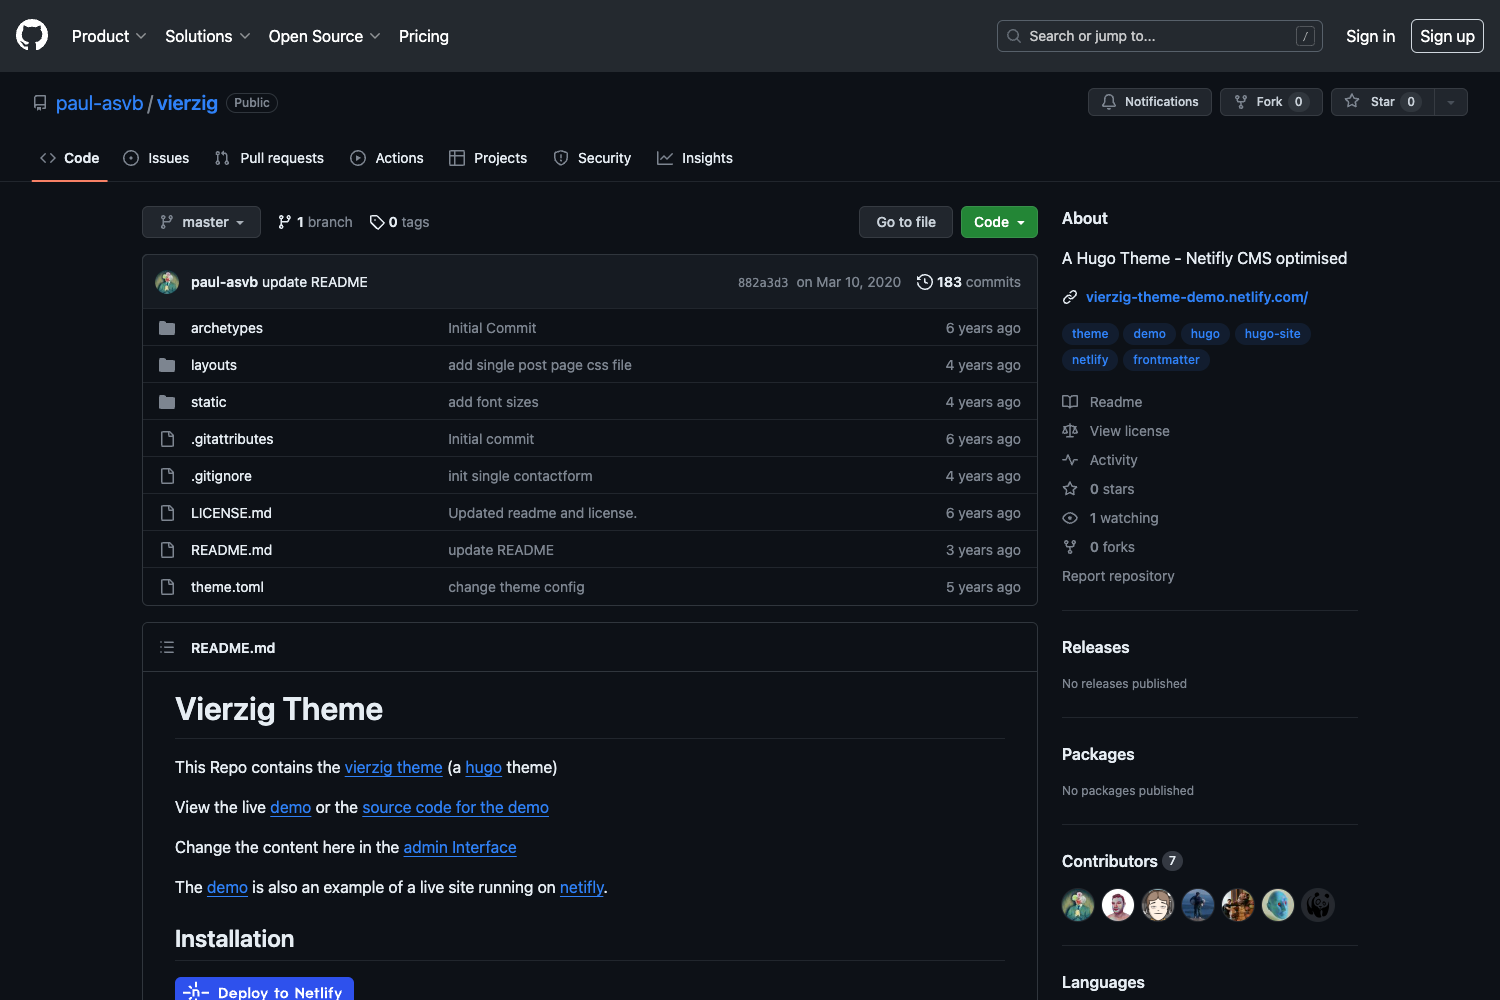 Product Solutions Open Source Pricing Search or jump to... / Sign in Sign up
paul-asvb / vierzig Public Notifications Fork 0 Star 0
Code Issues Pull requests Actions Projects Security Insights
master 1 branch 0 tags Go to file Code
paul-asvb update README 882a3d3 on Mar 10, 2020 183 commits
archetypes Initial Commit 6 years ago
layouts add single post page css file 4 years ago
static add font sizes 4 years ago
.gitattributes Initial commit 6 years ago
.gitignore init single contactform 4 years ago
LICENSE.md Updated readme and license. 6 years ago
README.md update README 3 years ago
theme.toml change theme config 5 years ago
README.md
Vierzig Theme
This Repo contains the vierzig theme (a hugo theme)
View the live demo or the source code for the demo
Change the content here in the admin Interface
The demo is also an example of a live site running on netifly.
Installation
Deploy to Netlify
About
A Hugo Theme - Netifly CMS optimised
vierzig-theme-demo.netlify.com/
theme demo hugo hugo-site
netlify frontmatter
Readme
View license
Activity
0 stars
1 watching
0 forks
Report repository
Releases
No releases published
Packages
No packages published
Contributors 7
Languages